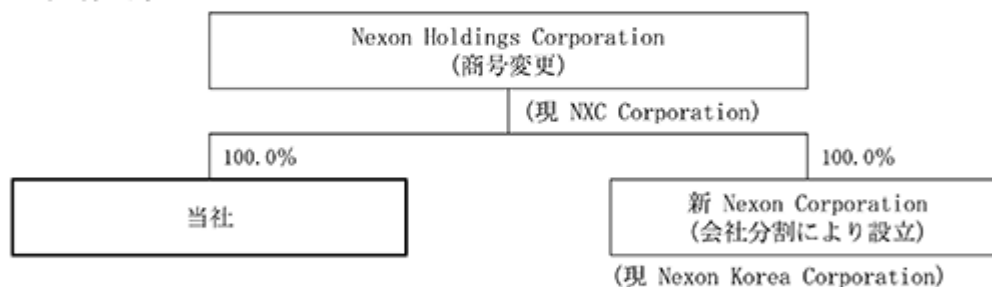 Nexon Holdings Corporation
(商号変更)
(現 NXC Corporation)
100.0%
100.0%
当社
新 Nexon Corporation
(会社分割により設立)
(現 Nexon Korea Corporation)